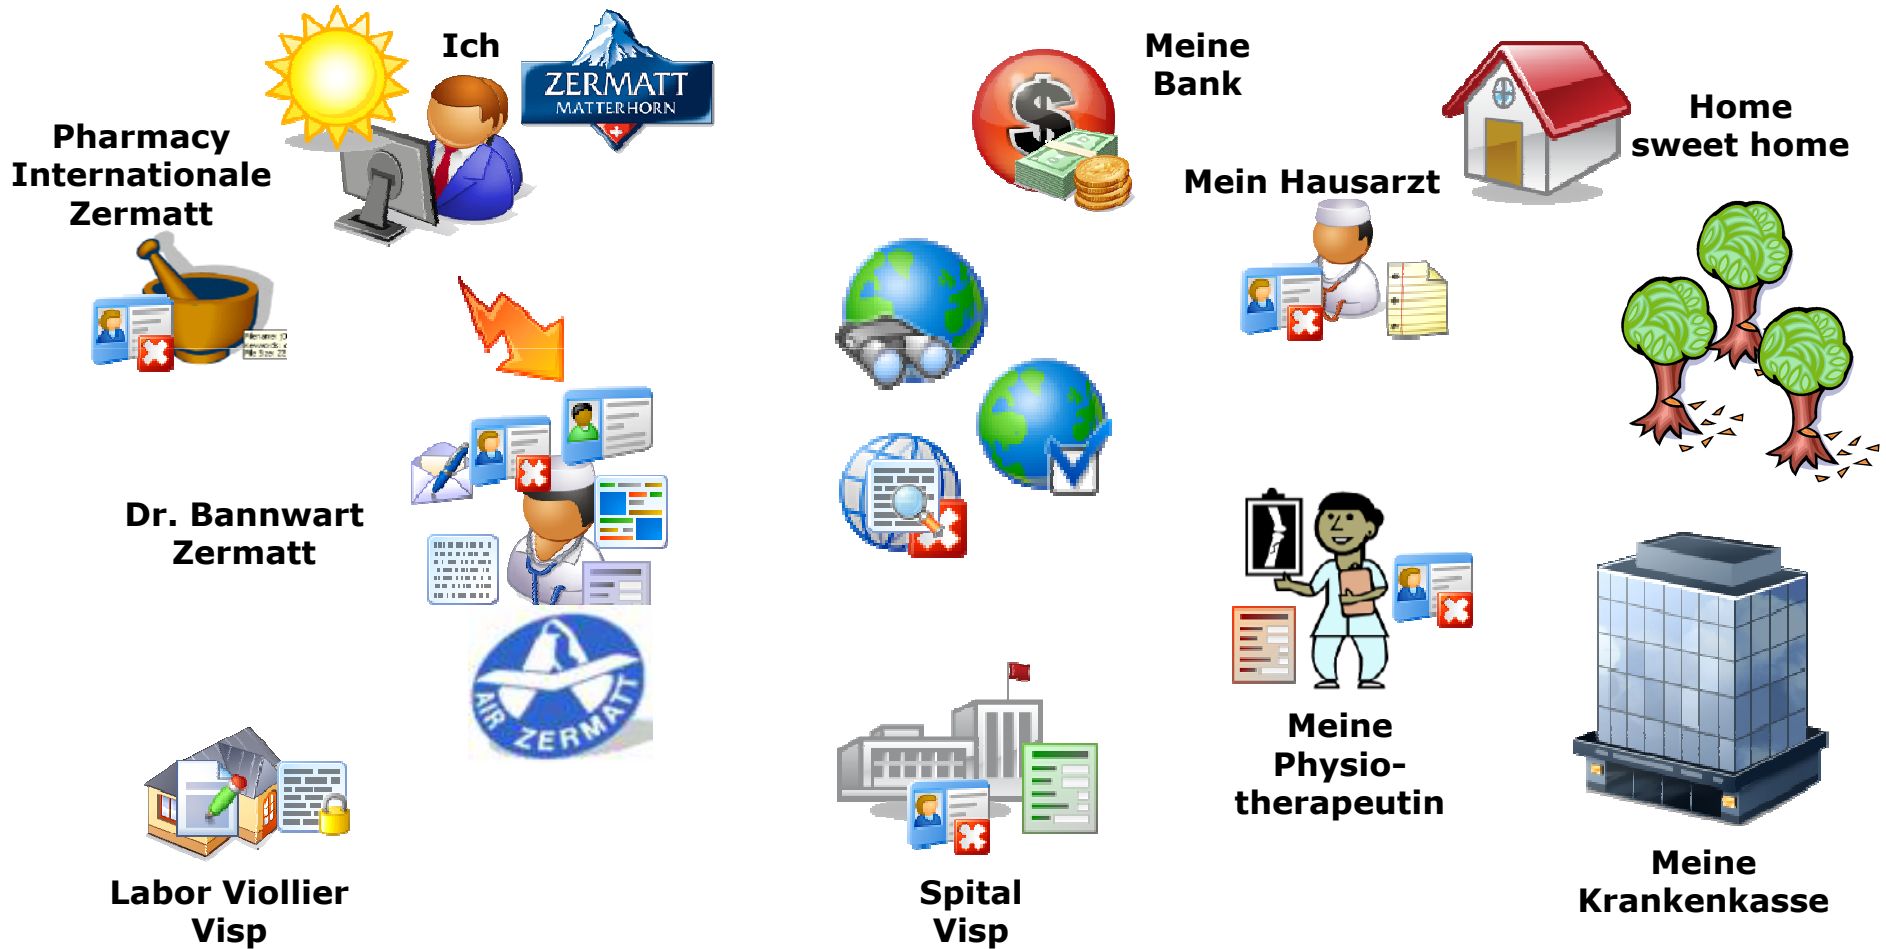 Ich
ZERMATT
MATTERHORN
Meine
Bank
Home
sweet home
Pharmacy
Internationale
Zermatt
Mein Hausarzt
Dr. Bannwart
Zermatt
AIR ZERMATT
Meine
Physio-
therapeutin
Labor Viollier
Visp
Spital
Visp
Meine
Krankenkasse